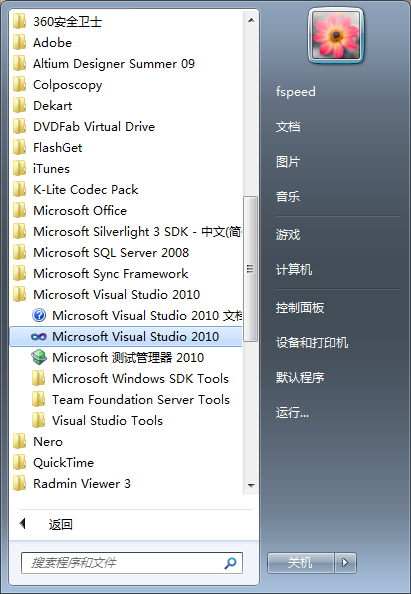 360安全卫士
Adobe
Altium Designer Summer 09
Colposcopy
Dekart
DVDFab Virtual Drive
FlashGet
iTunes
K-Lite Codec Pack
Microsoft Office
Microsoft Silverlight 3 SDK - 中文(简
Microsoft SQL Server 2008
Microsoft Sync Framework
Microsoft Visual Studio 2010
Microsoft Visual Studio 2010 文档
Microsoft Visual Studio 2010
Microsoft 测试管理器 2010
Microsoft Windows SDK Tools
Team Foundation Server Tools
Visual Studio Tools
Nero
QuickTime
Radmin Viewer 3
返回
搜索程序和文件
fspeed
文档
图片
音乐
游戏
计算机
控制面板
设备和打印机
默认程序
运行...
关机